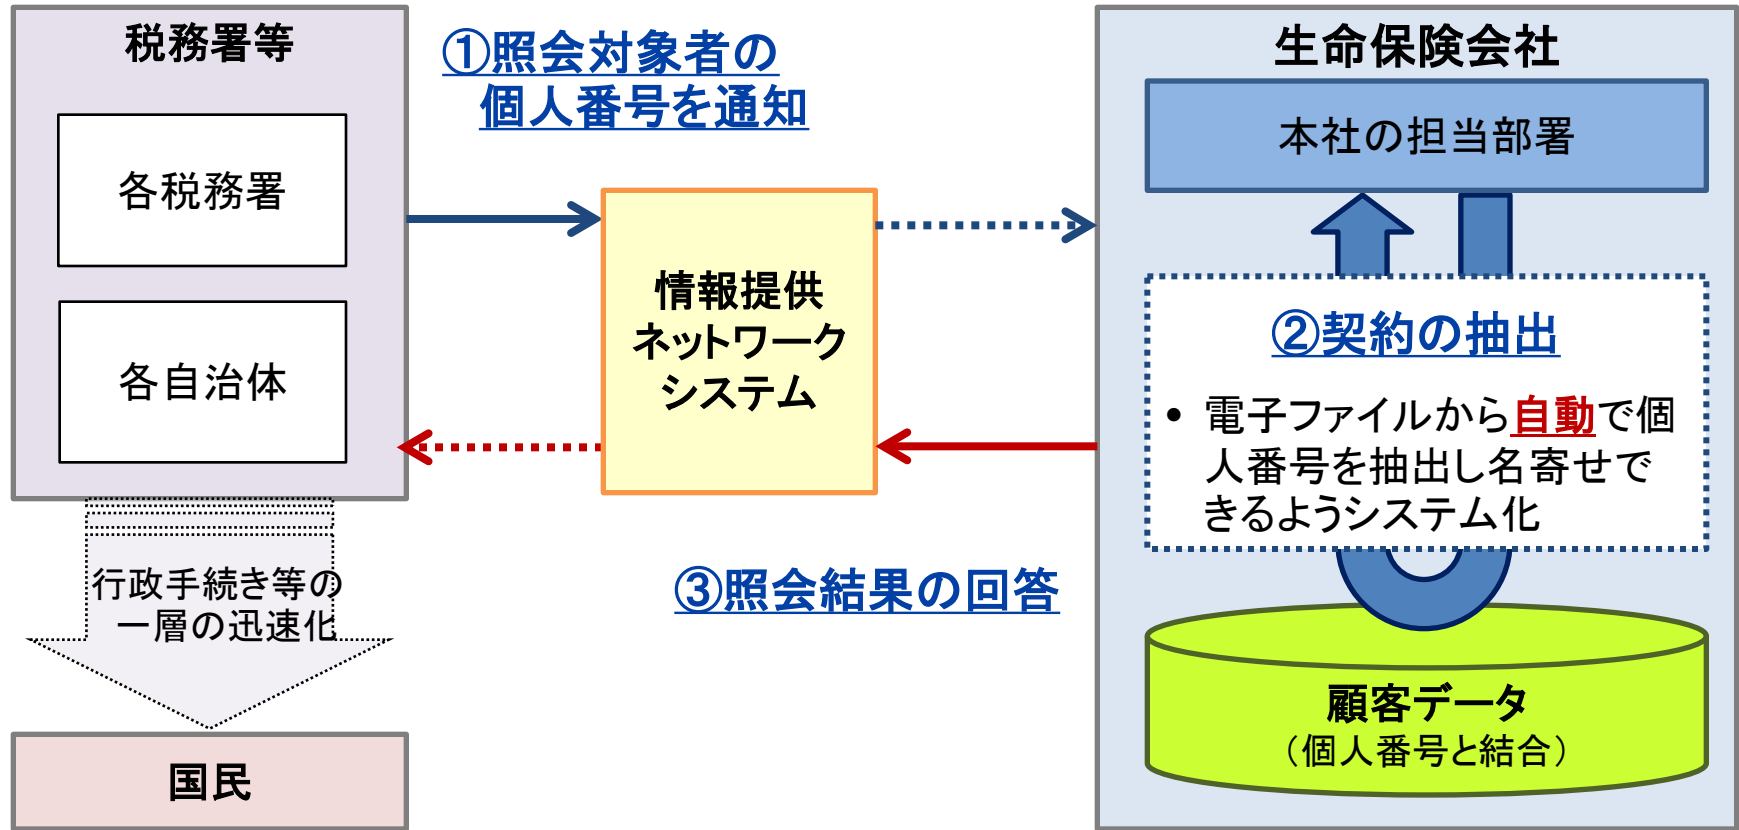 税務署等
各税務署
各自治体
①照会対象者の
個人番号を通知
情報提供
ネットワーク
システム
③照会結果の回答
生命保険会社
本社の担当部署
②契約の抽出
• 電子ファイルから自動で個
人番号を抽出し名寄せで
きるようシステム化
顧客データ
（個人番号と結合）
行政手続き等の
一層の迅速化
国民